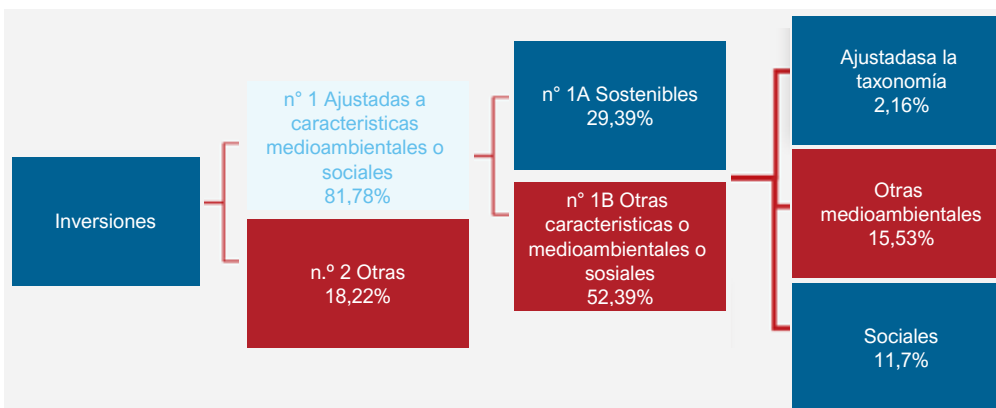 Inversiones
n° 1 Ajustadas a
caracteristicas
medioambientales o
sociales
81,78%
n.º 2 Otras
18,22%
n° 1A Sostenibles
29,39%
n° 1B Otras
caracteristicas o
medioambientales o
sosiales
52,39%
Ajustadasa la
taxonomía
2,16%
Otras
medioambientales
15,53%
Sociales
11,7%